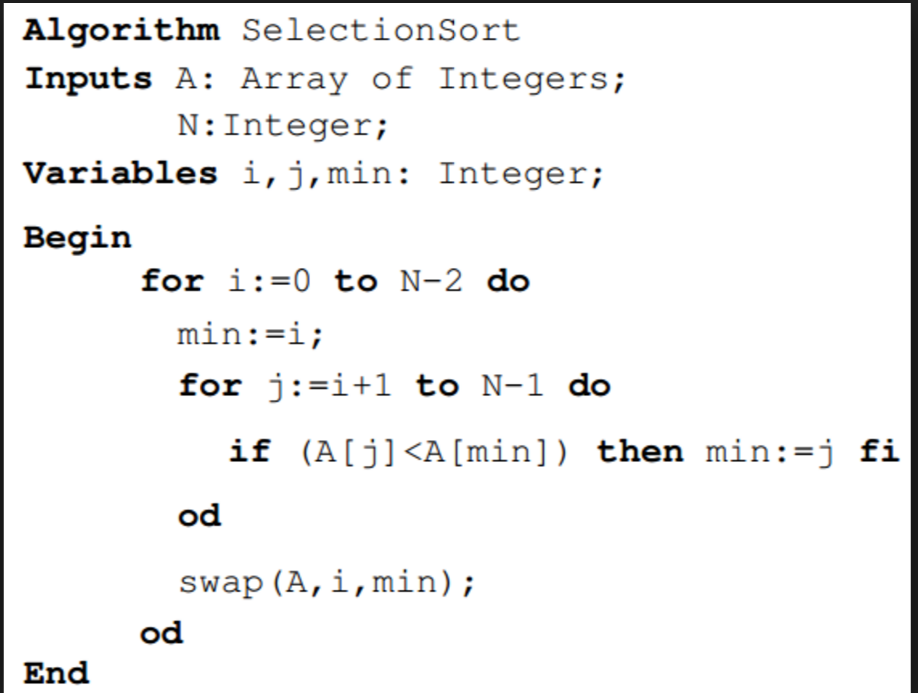 Algorithm SelectionSort
Inputs A: Array of Integers;
N:Integer;
Variables i,j,min: Integer;
Begin
for i:=0 to N-2 do
min:=i;
for j:=i+1 to N-1 do
if (A[j]<A[min]) then min:=j fi
od
swap(A,i,min);
od
End